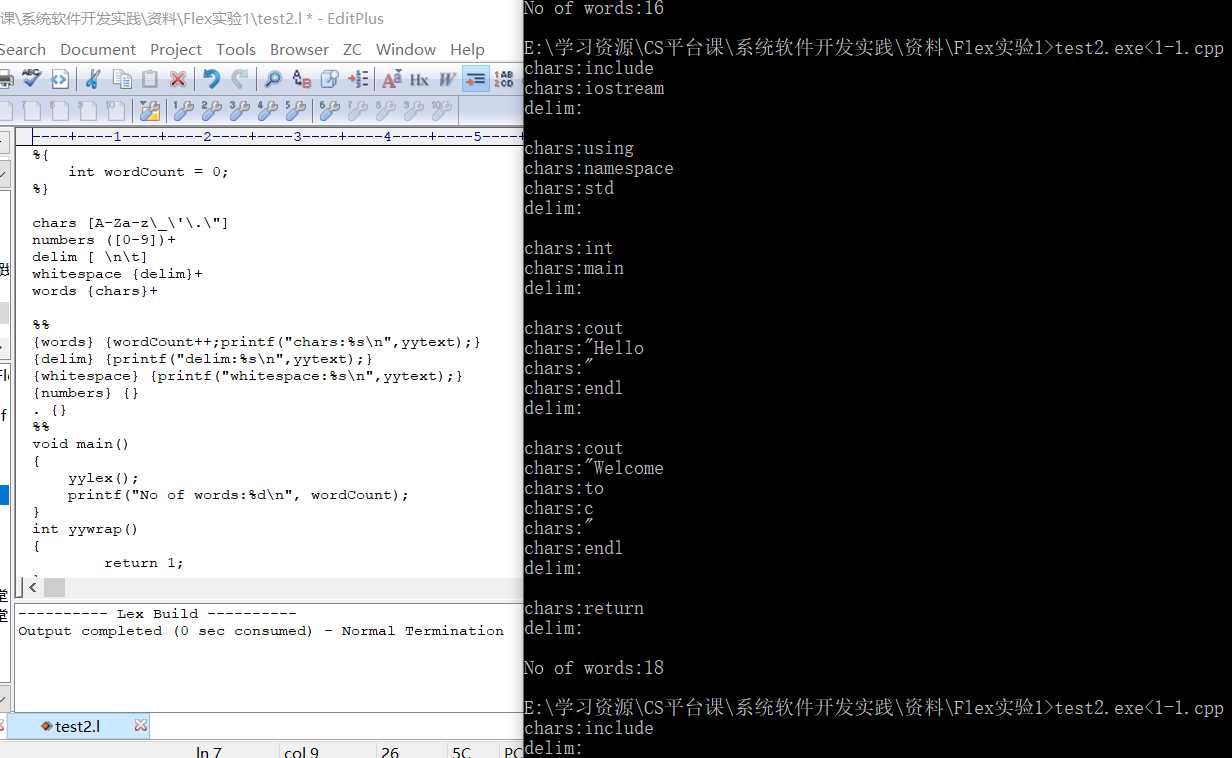 课\系统软件开发实践\资料\Flex实验1\test2.l * - EditPlus
Search Document Project Tools Browser ZC Window Help
----+----1----+----2----+----3----+----4----+----5----+
%{
    int wordCount = 0;
%}
chars [A-Za-z\_\'\.\"]
numbers ([0-9])+
delim [ \n\t]
whitespace {delim}+
words {chars}+
%%
{words} {wordCount++;printf("chars:%s\n",yytext);}
{delim} {printf("delim:%s\n",yytext);}
{whitespace} {printf("whitespace:%s\n",yytext);}
{numbers} {}
. {}
%%
void main()
{
    yylex();
    printf("No of words:%d\n", wordCount);
}
int yywrap()
{
        return 1;
---------- Lex Build ----------
Output completed (0 sec consumed) - Normal Termination
test2.l
ln 7 col 9 26 5C PC
No of words:16
E:\学习资源\CS平台课\系统软件开发实践\资料\Flex实验1>test2.exe<1-1.cpp
chars:include
chars:iostream
delim:
chars:using
chars:namespace
chars:std
delim:
chars:int
chars:main
delim:
chars:cout
chars:"Hello
chars:"
chars:endl
delim:
chars:cout
chars:"Welcome
chars:to
chars:c
chars:"
chars:endl
delim:
chars:return
delim:
No of words:18
E:\学习资源\CS平台课\系统软件开发实践\资料\Flex实验1>test2.exe<1-1.cpp
chars:include
delim: